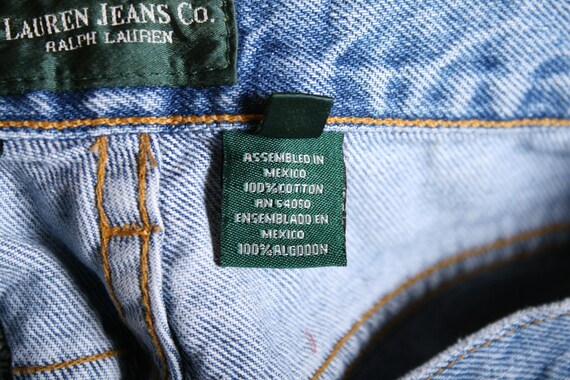 LAUREN JEANS CO.
RALPH LAUREN
ASSEMBLED IN
MEXICO
100% COTTON
RN 54050
ENSEMBLADO EN
MEXICO
100% ALGODON